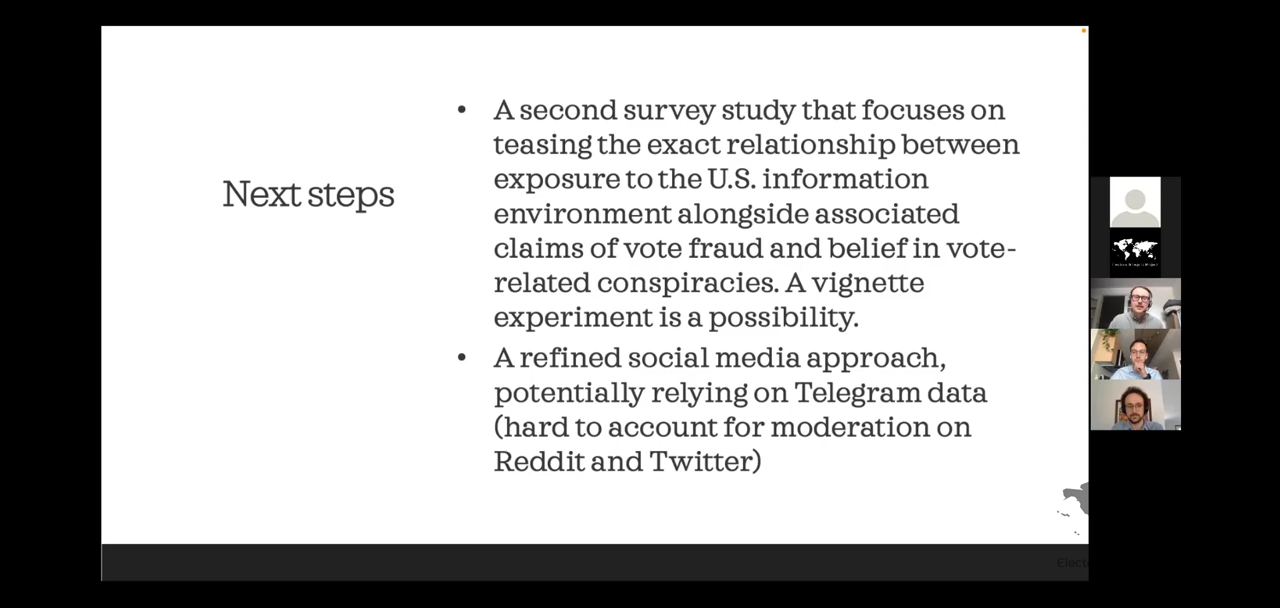 Next steps
• A second survey study that focuses on
teasing the exact relationship between
exposure to the U.S. information
environment alongside associated
claims of vote fraud and belief in vote-
related conspiracies. A vignette
experiment is a possibility.
• A refined social media approach,
potentially relying on Telegram data
(hard to account for moderation on
Reddit and Twitter)